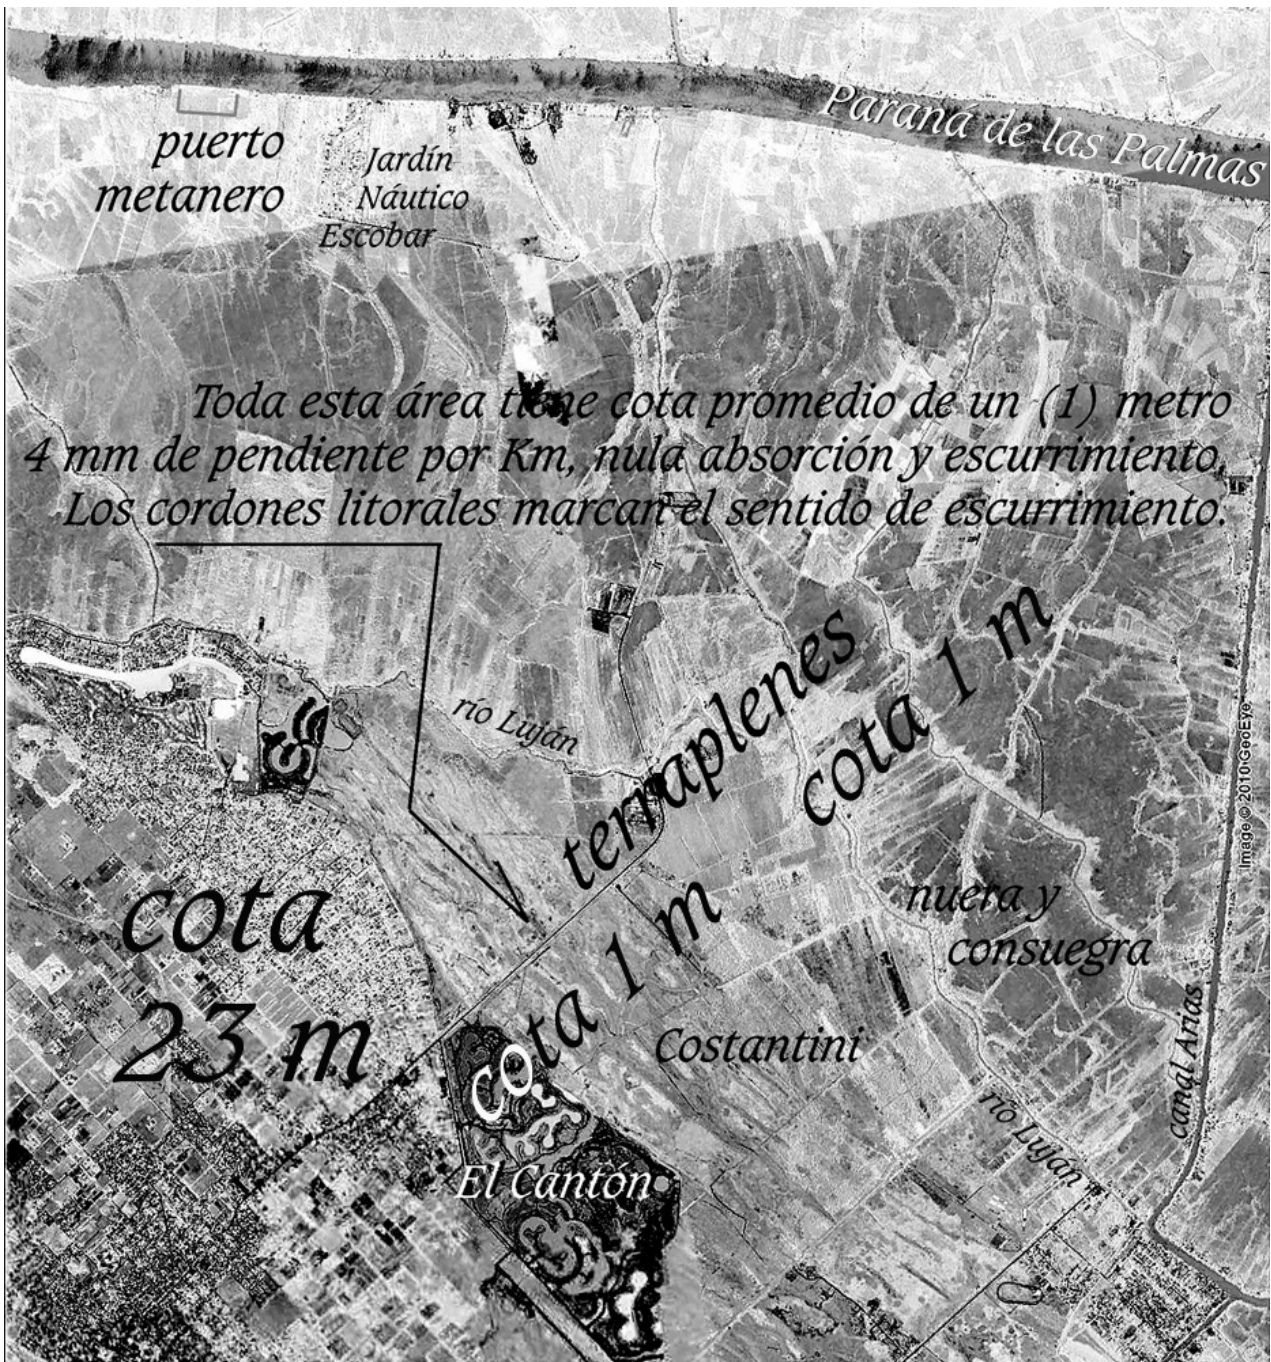 Paraná de las Palmas
puerto
metanero
Jardín
Náutico
Escobar
Toda esta área tiene cota promedio de un (1) metro
4 mm de pendiente por Km, nula absorción y escurrimiento,
Los cordones litorales marcan el sentido de escurrimiento.
río Luján
terraplenes
cota 1 m
Image © 2010 GeoEye
cota
23 m
cota 1 m
nuera y
consuegra
Costantini
canal Arias
río Luján
El Cantón